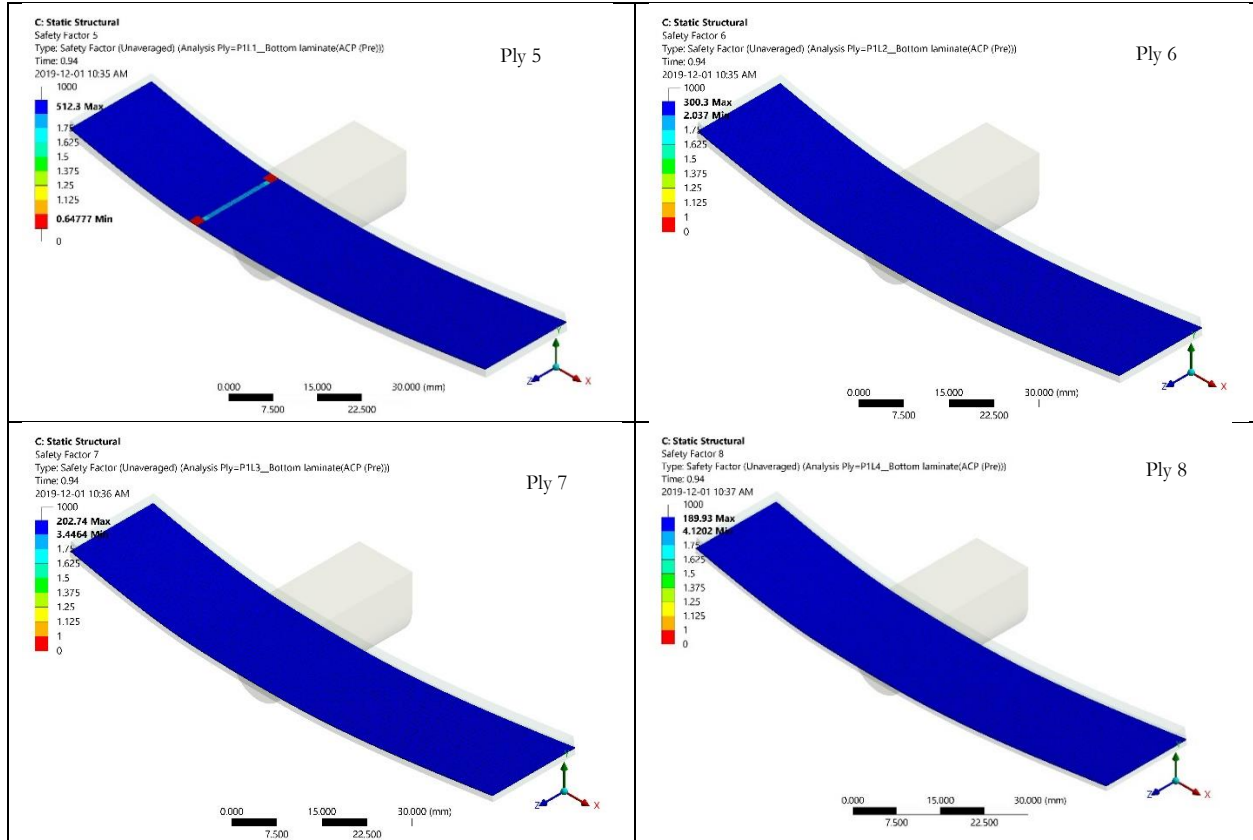 C: Static Structural
Safety Factor 5
Type: Safety Factor (Unaveraged) (Analysis Ply=P1L1__Bottom laminate(ACP (Pre)))
Time: 0.94
2019-12-01 10:35 AM
Ply 5
1000
512.3 Max
1.75
1.625
1.5
1.375
1.25
1.125
0.64777 Min
0
0.000 15.000 30.000 (mm)
7.500 22.500
Y
Z X
C: Static Structural
Safety Factor 6
Type: Safety Factor (Unaveraged) (Analysis Ply=P1L2__Bottom laminate(ACP (Pre)))
Time: 0.94
2019-12-01 10:35 AM
Ply 6
1000
300.3 Max
2.037 Min
1.75
1.625
1.5
1.375
1.25
1.125
1
0
0.000 15.000 30.000 (mm)
7.500 22.500
Y
Z X
C: Static Structural
Safety Factor 7
Type: Safety Factor (Unaveraged) (Analysis Ply=P1L3__Bottom laminate(ACP (Pre)))
Time: 0.94
2019-12-01 10:36 AM
Ply 7
1000
202.74 Max
3.4464 Min
1.75
1.625
1.5
1.375
1.25
1.125
1
0
0.000 15.000 30.000 (mm)
7.500 22.500
Y
Z X
C: Static Structural
Safety Factor 8
Type: Safety Factor (Unaveraged) (Analysis Ply=P1L4__Bottom laminate(ACP (Pre)))
Time: 0.94
2019-12-01 10:37 AM
Ply 8
1000
189.93 Max
4.1202 Min
1.75
1.625
1.5
1.375
1.25
1.125
1
0
0.000 15.000 30.000 (mm)
7.500 22.500
Y
Z X